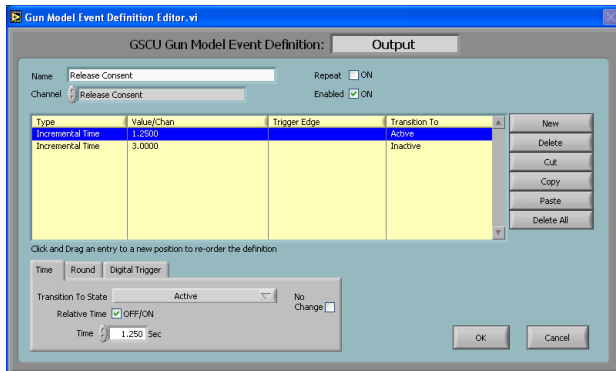 Gun Model Event Definition Editor.vi
GSCU Gun Model Event Definition: Output
Name Release Consent Repeat ON
Channel Release Consent Enabled ON
Type Value/Chan Trigger Edge Transition To New
Incremental Time 1.2500 Active
Incremental Time 3.0000 Inactive Delete
Cut
Copy
Paste
Delete All
Click and Drag an entry to a new position to re-order the definition
Time Round Digital Trigger
Transition To State Active No Change
Relative Time OFF/ON
Time 1.250 Sec
OK Cancel